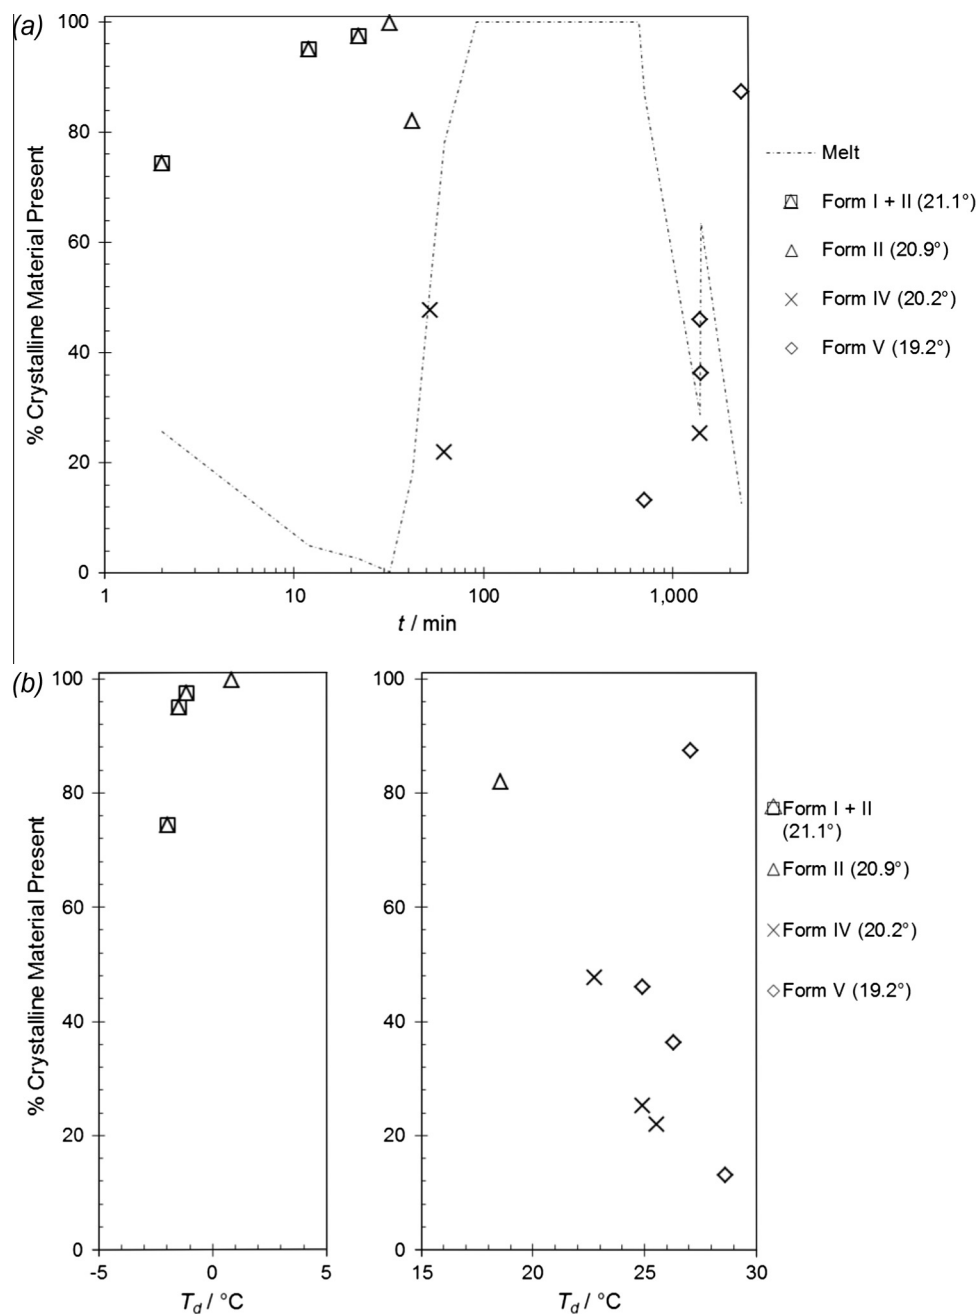 (a)
100
80
60
40
20
0
% Crystalline Material Present
1
10
100
1,000
t / min
Melt
Form I + II (21.1°)
Form II (20.9°)
Form IV (20.2°)
Form V (19.2°)
(b)
100
80
60
40
20
0
% Crystalline Material Present
-5
0
5
T_d / °C
100
80
60
40
20
0
15
20
25
30
T_d / °C
Form I + II
(21.1°)
Form II (20.9°)
Form IV (20.2°)
Form V (19.2°)